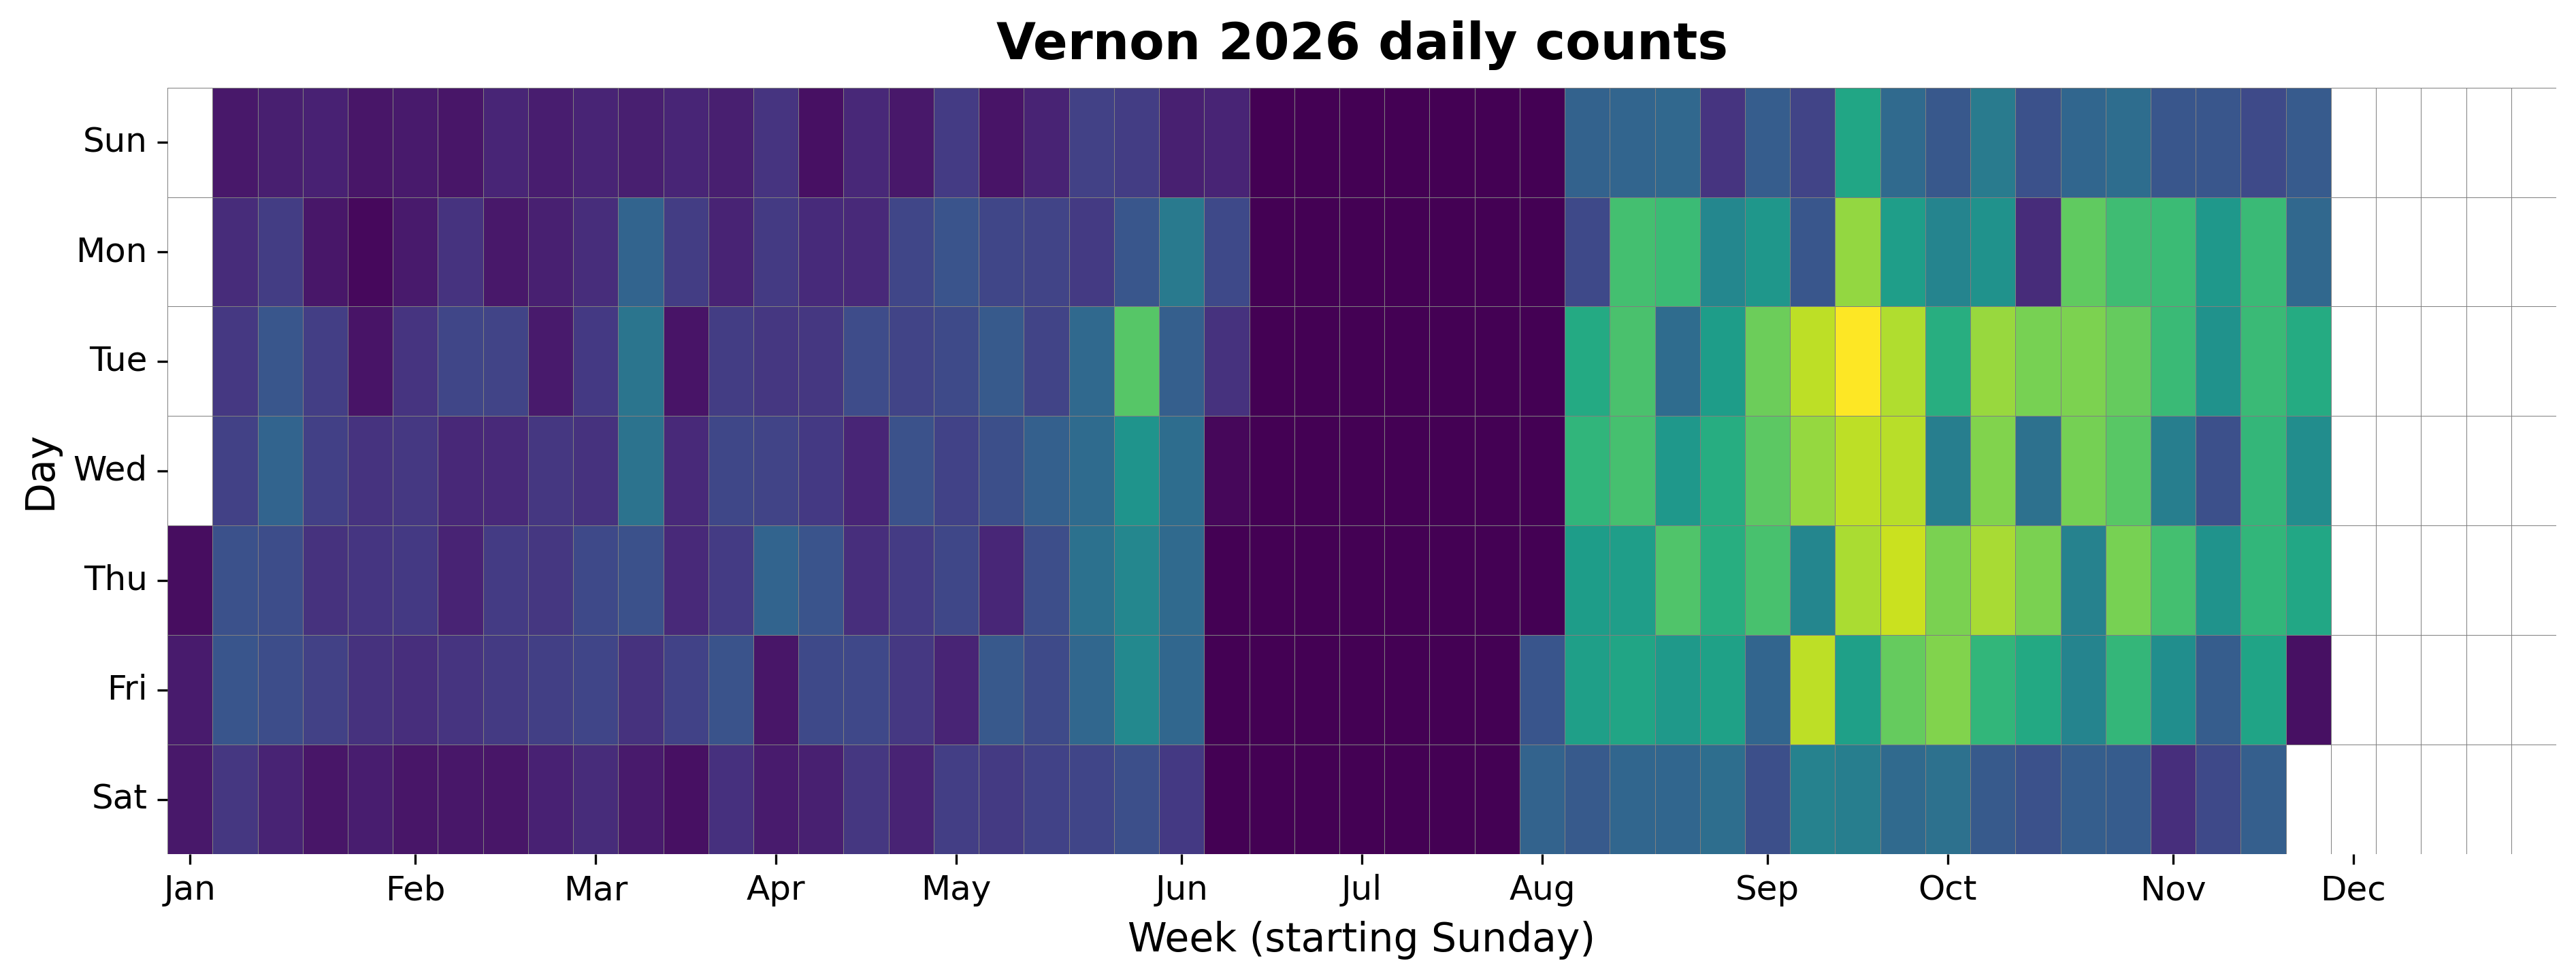 Vernon 2026 daily counts
Day
Sun
Mon
Tue
Wed
Thu
Fri
Sat
Jan Feb Mar Apr May Jun Jul Aug Sep Oct Nov Dec
Week (starting Sunday)